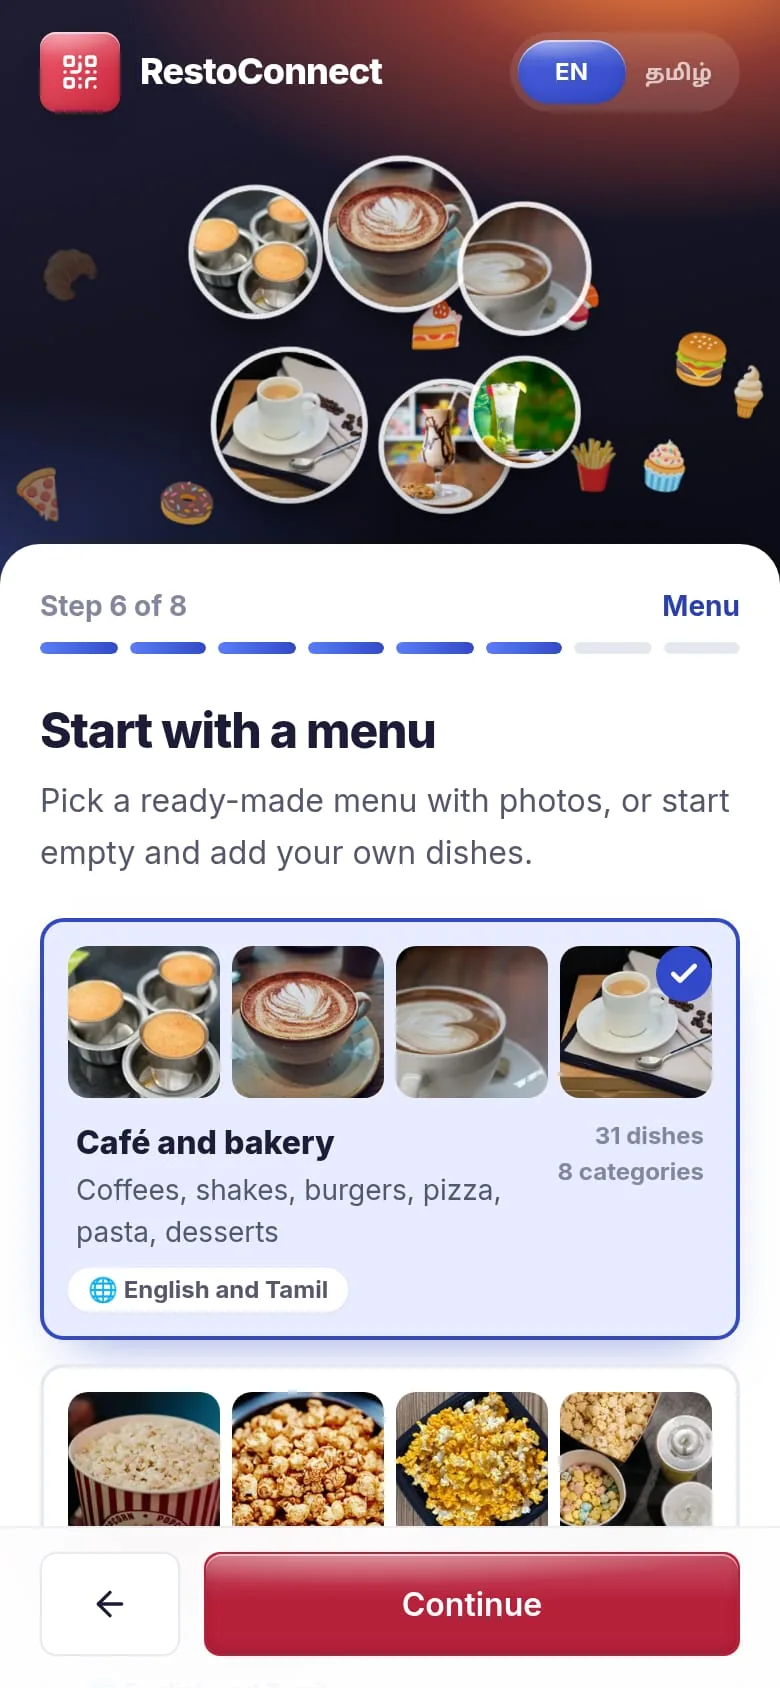 RestoConnect
EN
தமிழ்
Step 6 of 8
Menu
Start with a menu
Pick a ready-made menu with photos, or start
empty and add your own dishes.
Café and bakery
31 dishes
8 categories
Coffees, shakes, burgers, pizza,
pasta, desserts
English and Tamil
Continue